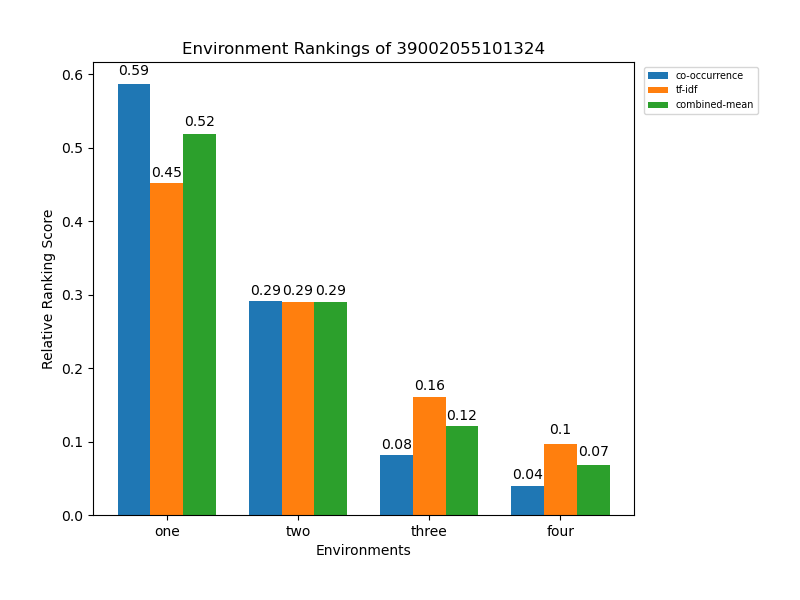 Environment Rankings of 39002055101324
co-occurrence
tf-idf
combined-mean
Relative Ranking Score
0.6
0.5
0.4
0.3
0.2
0.1
0.0
0.59
0.45
0.52
0.29 0.29 0.29
0.08
0.16
0.12
0.04
0.1
0.07
one two three four
Environments